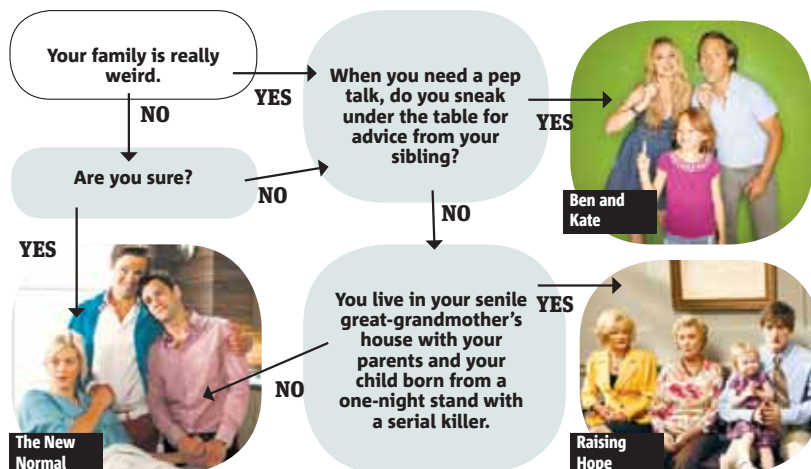 Your family is really
weird.
YES
NO
When you need a pep
talk, do you sneak
under the table for
advice from your
sibling?
YES
Ben and
Kate
Are you sure?
NO
NO
YES
You live in your senile
great-grandmother’s
house with your
parents and your
child born from a
one-night stand with
a serial killer.
YES
NO
The New
Normal
Raising
Hope